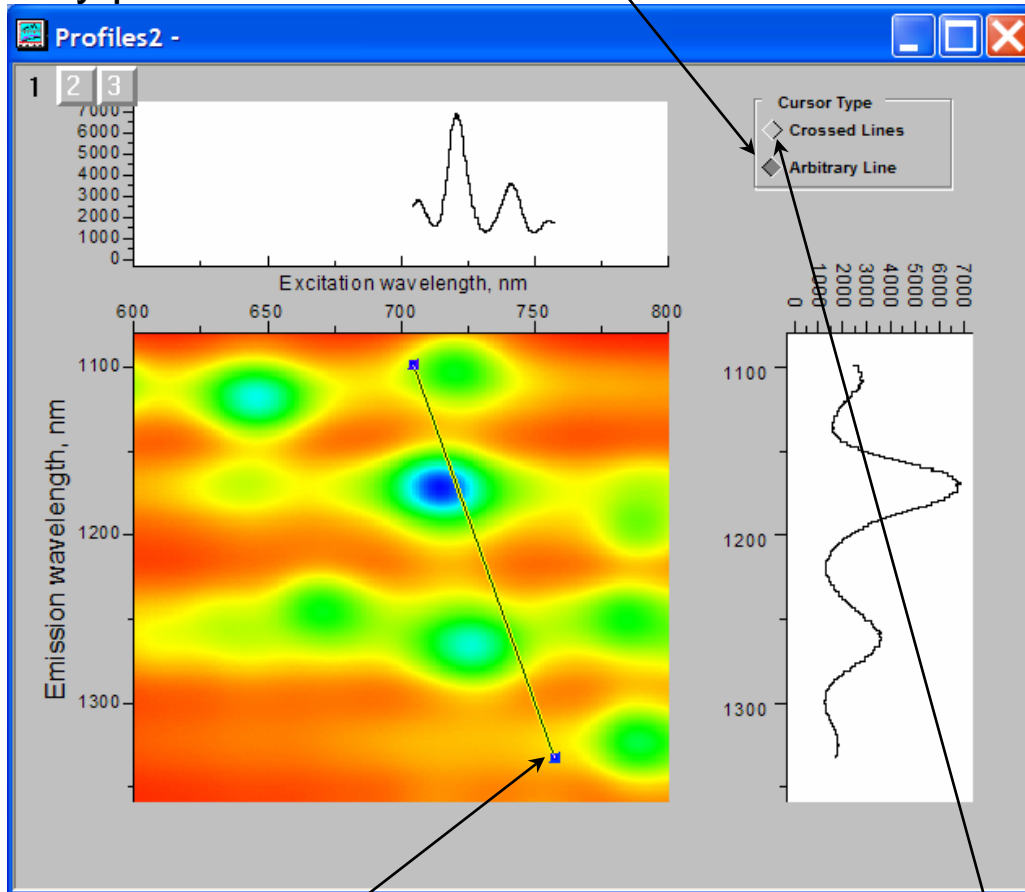 Profiles2 -
1 2 3
Cursor Type
Crossed Lines
Arbitrary Line
7000
6000
5000
4000
3000
2000
1000
0
Excitation wavelength, nm
600 650 700 750 800
Emission wavelength, nm
1100
1200
1300
0 1000 2000 3000 4000 5000 6000 7000
1100
1200
1300